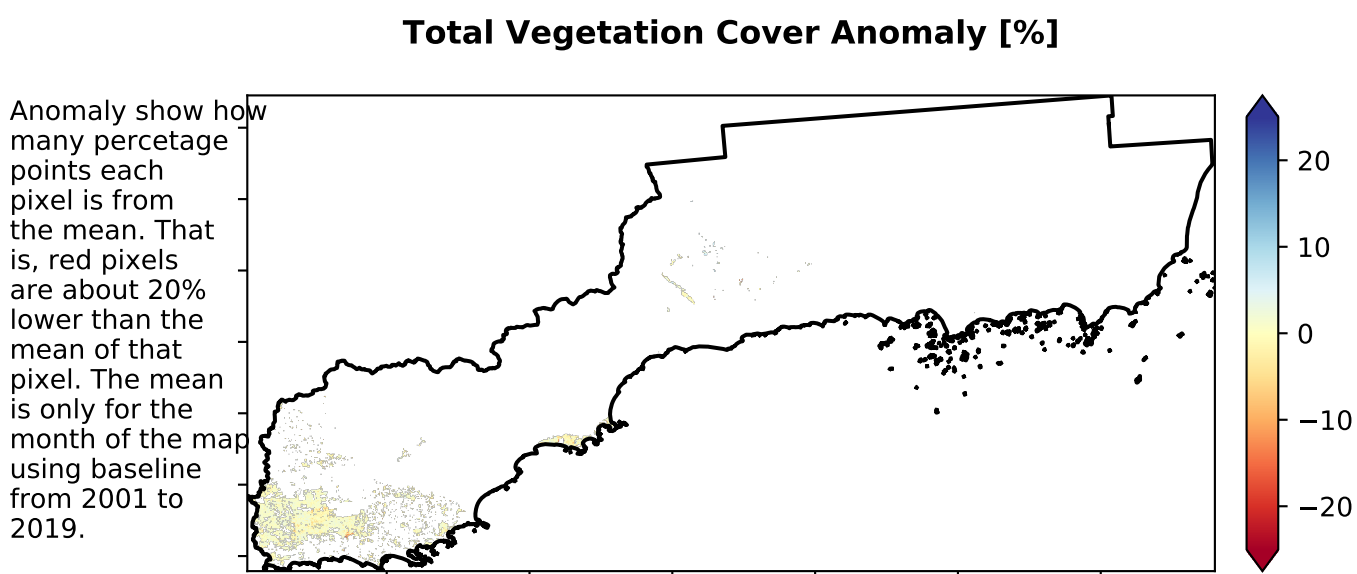 Total Vegetation Cover Anomaly [%]
Anomaly show how
many percetage
points each
pixel is from
the mean. That
is, red pixels
are about 20%
lower than the
mean of that
pixel. The mean
is only for the
month of the map
using baseline
from 2001 to
2019.
20
10
0
−10
−20